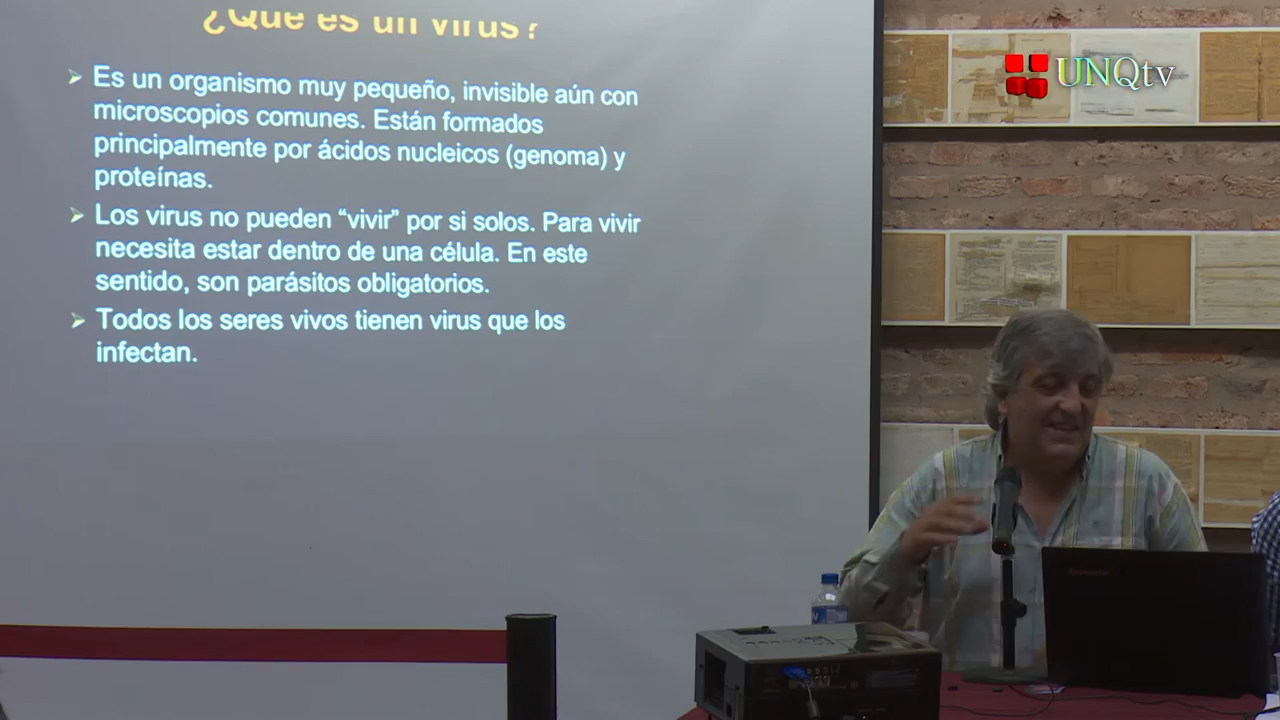 ¿Qué es un virus?
UNQtv
Es un organismo muy pequeño, invisible aún con
microscopios comunes. Están formados
principalmente por ácidos nucleicos (genoma) y
proteínas.
Los virus no pueden “vivir” por si solos. Para vivir
necesita estar dentro de una célula. En este
sentido, son parásitos obligatorios.
Todos los seres vivos tienen virus que los
infectan.